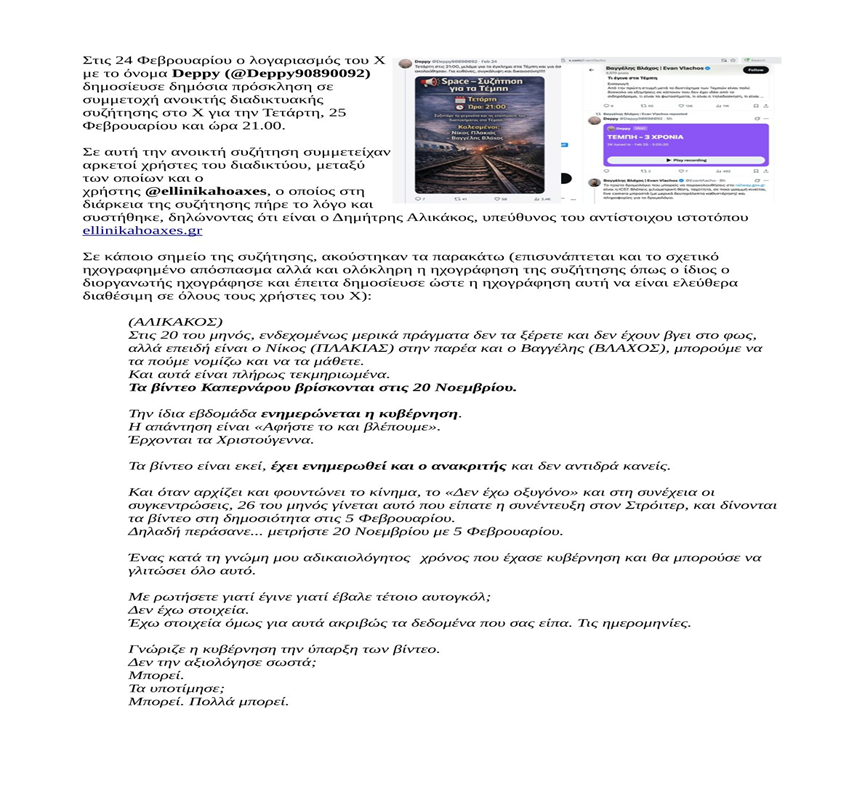 Στις 24 Φεβρουαρίου ο λογαριασμός του Χ
με το όνομα Deppy (@Deppy90890092)
δημοσίευσε δημόσια πρόσκληση σε
συμμετοχή ανοικτής διαδικτυακής
συζήτησης στο Χ για την Τετάρτη, 25
Φεβρουαρίου και ώρα 21.00.
Deppy @Deppy90890092 · Feb 24
Space – Συζήτηση
για τα Τέμπη
Τετάρτη
Ώρα: 21:00
Καλεσμένοι:
Νίκος Πλακιάς
– Βαγγέλης Βλάχος
Βαγγέλης Βλάχος | Evan Vlachos
Follow
Τι έγινε στα Τέμπη
Deppy
ΤΕΜΠΗ – 3 ΧΡΟΝΙΑ
Play recording
Σε αυτή την ανοικτή συζήτηση συμμετείχαν
αρκετοί χρήστες του διαδικτύου, μεταξύ
των οποίων και ο
χρήστης @ellinikahoaxes, ο οποίος στη
διάρκεια της συζήτησης πήρε το λόγο και
συστήθηκε, δηλώνοντας ότι είναι ο Δημήτρης Αλικάκος, υπεύθυνος του αντίστοιχου ιστοτόπου
ellinikahoaxes.gr
Σε κάποιο σημείο της συζήτησης, ακούστηκαν τα παρακάτω (επισυνάπτεται και το σχετικό
ηχογραφημένο απόσπασμα αλλά και ολόκληρη η ηχογράφηση της συζήτησης όπως ο ίδιος ο
διοργανωτής ηχογράφησε και έπειτα δημοσίευσε ώστε η ηχογράφηση αυτή να είναι ελεύθερα
διαθέσιμη σε όλους τους χρήστες του Χ):
(ΑΛΙΚΑΚΟΣ)
Στις 20 του μηνός, ενδεχομένως μερικά πράγματα δεν τα ξέρετε και δεν έχουν βγει στο φως,
αλλά επειδή είναι ο Νίκος (ΠΛΑΚΙΑΣ) στην παρέα και ο Βαγγέλης (ΒΛΑΧΟΣ), μπορούμε να
τα πούμε νομίζω και να τα μάθετε.
Και αυτά είναι πλήρως τεκμηριωμένα.
Τα βίντεο Καπερνάρου βρίσκονται στις 20 Νοεμβρίου.
Την ίδια εβδομάδα ενημερώνεται η κυβέρνηση.
Η απάντηση είναι «Αφήστε το και βλέπουμε».
Έρχονται τα Χριστούγεννα.
Τα βίντεο είναι εκεί, έχει ενημερωθεί και ο ανακριτής και δεν αντιδρά κανείς.
Και όταν αρχίζει και φουντώνει το κίνημα, το «Δεν έχω οξυγόνο» και στη συνέχεια οι
συγκεντρώσεις, 26 του μηνός γίνεται αυτό που είπατε η συνέντευξη στον Στρόιτερ, και δίνονται
τα βίντεο στη δημοσιότητα στις 5 Φεβρουαρίου.
Δηλαδή περάσανε... μετρήστε 20 Νοεμβρίου με 5 Φεβρουαρίου.
Ένας κατά τη γνώμη μου αδικαιολόγητος χρόνος που έχασε κυβέρνηση και θα μπορούσε να
γλιτώσει όλο αυτό.
Με ρωτήσετε γιατί έγινε γιατί έβαλε τέτοιο αυτογκόλ;
Δεν έχω στοιχεία.
Έχω στοιχεία όμως για αυτά ακριβώς τα δεδομένα που σας είπα. Τις ημερομηνίες.
Γνώριζε η κυβέρνηση την ύπαρξη των βίντεο.
Δεν την αξιολόγησε σωστά;
Μπορεί.
Τα υποτίμησε;
Μπορεί. Πολλά μπορεί.